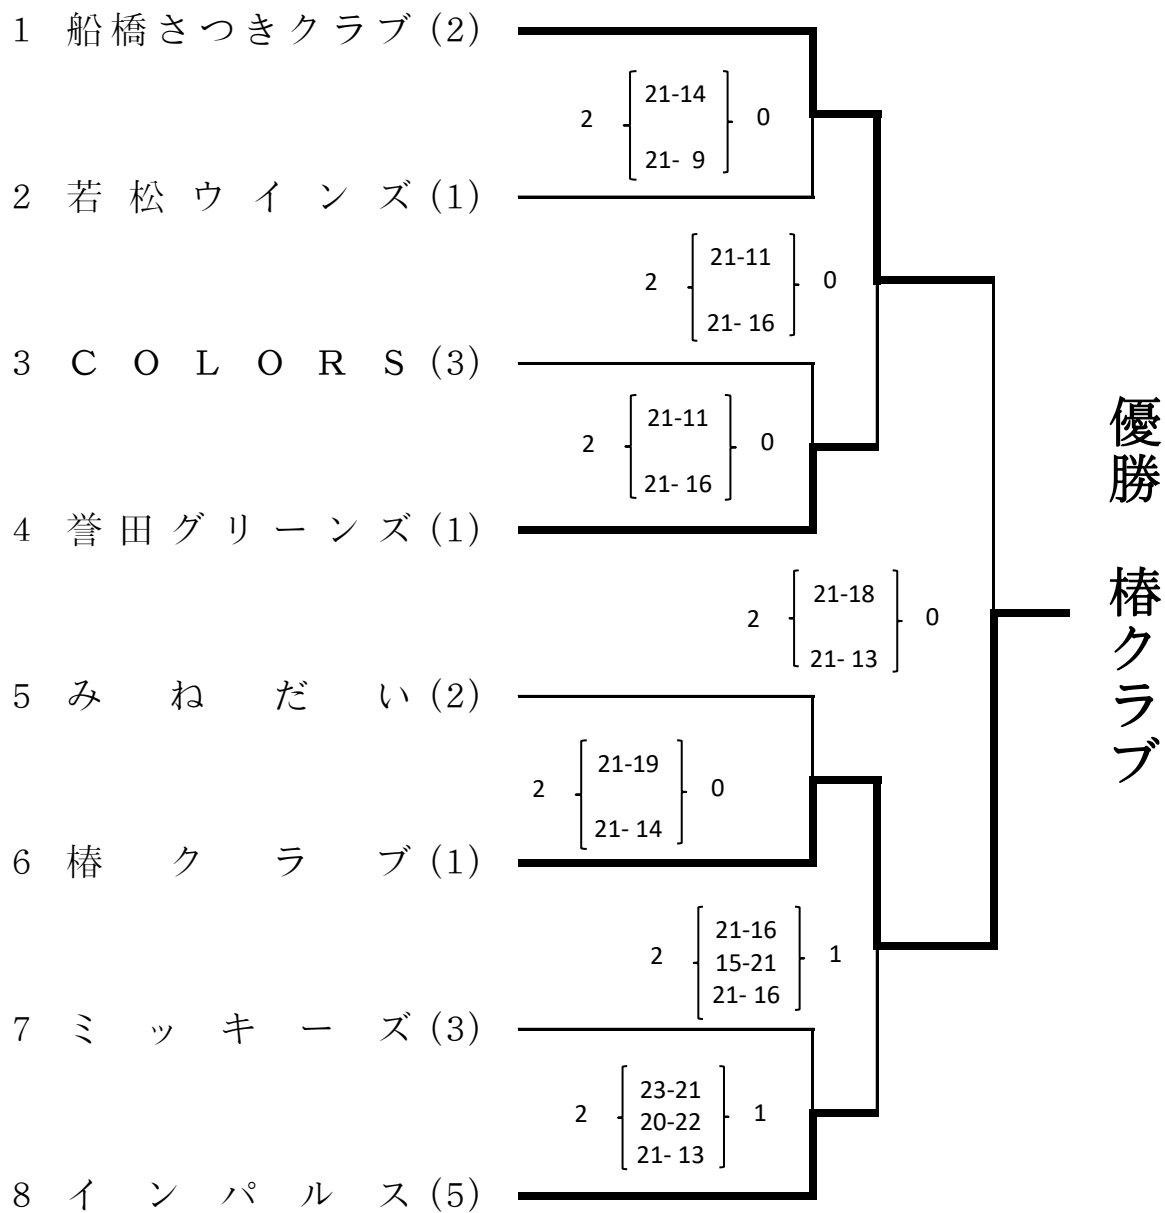 1 船橋さつきクラブ (2)
21-14
2 0
21- 9
2 若松ウインズ (1)
21-11
2 0
21- 16
3 COLORS (3)
21-11
2 0
21- 16
4 誉田グリーンズ (1)
21-18
2 0
21- 13
5 みねだい (2)
21-19
2 0
21- 14
6 椿クラブ (1)
21-16
2 15-21 1
21- 16
7 ミッキーズ (3)
23-21
2 20-22 1
21- 13
8 インパルス (5)
優勝 椿クラブ